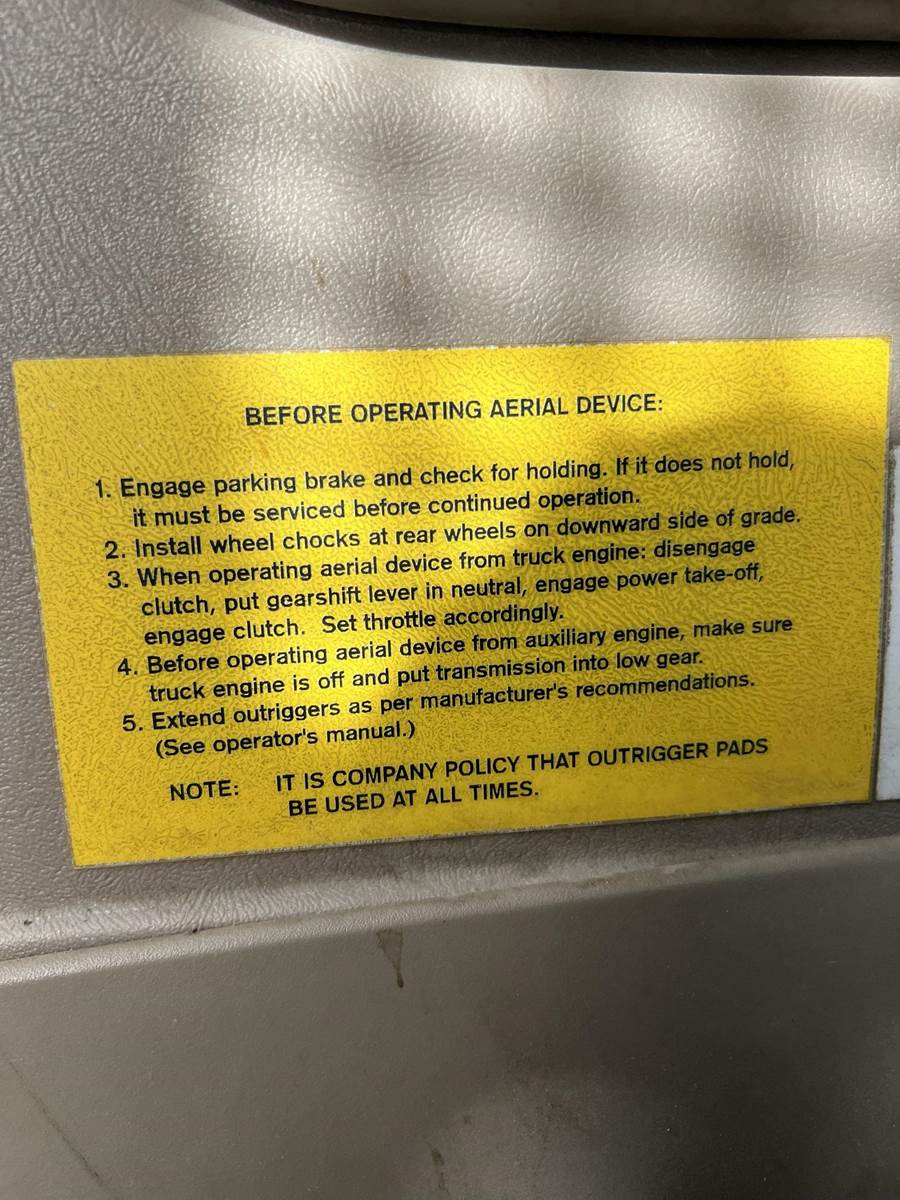 BEFORE OPERATING AERIAL DEVICE:
1. Engage parking brake and check for holding. If it does not hold,
it must be serviced before continued operation.
2. Install wheel chocks at rear wheels on downward side of grade.
3. When operating aerial device from truck engine: disengage
clutch, put gearshift lever in neutral, engage power take-off,
engage clutch. Set throttle accordingly.
4. Before operating aerial device from auxiliary engine, make sure
truck engine is off and put transmission into low gear.
5. Extend outriggers as per manufacturer's recommendations.
(See operator's manual.)
NOTE: IT IS COMPANY POLICY THAT OUTRIGGER PADS
BE USED AT ALL TIMES.